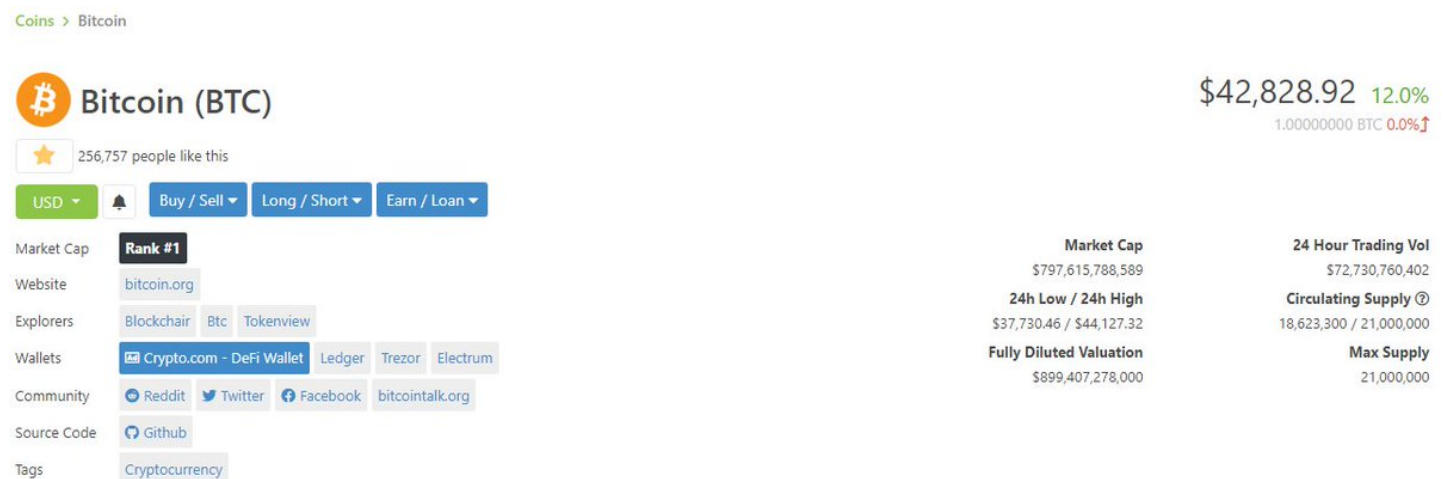 Coins > Bitcoin
Bitcoin (BTC)
$42,828.92 12.0%
1.00000000 BTC 0.0%
256,757 people like this
USD
Buy / Sell
Long / Short
Earn / Loan
Market Cap Rank #1
Website bitcoin.org
Explorers Blockchair Btc Tokenview
Wallets Ad Crypto.com - DeFi Wallet Ledger Trezor Electrum
Community Reddit Twitter Facebook bitcointalk.org
Source Code Github
Tags Cryptocurrency
Market Cap
$797,615,788,589
24 Hour Trading Vol
$72,730,760,402
24h Low / 24h High
$37,730.46 / $44,127.32
Circulating Supply ?
18,623,300 / 21,000,000
Fully Diluted Valuation
$899,407,278,000
Max Supply
21,000,000